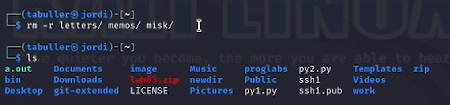 ┌──(tabuller㉿jordi)-[~]
└─$ rm -r letters/ memos/ misk/
┌──(tabuller㉿jordi)-[~]
└─$ ls
a.out Documents image Music proglabs py2.py Templates zip
bin Downloads lab03.zip newdir Public ssh1 Videos
Desktop git-extended LICENSE Pictures py1.py ssh1.pub work